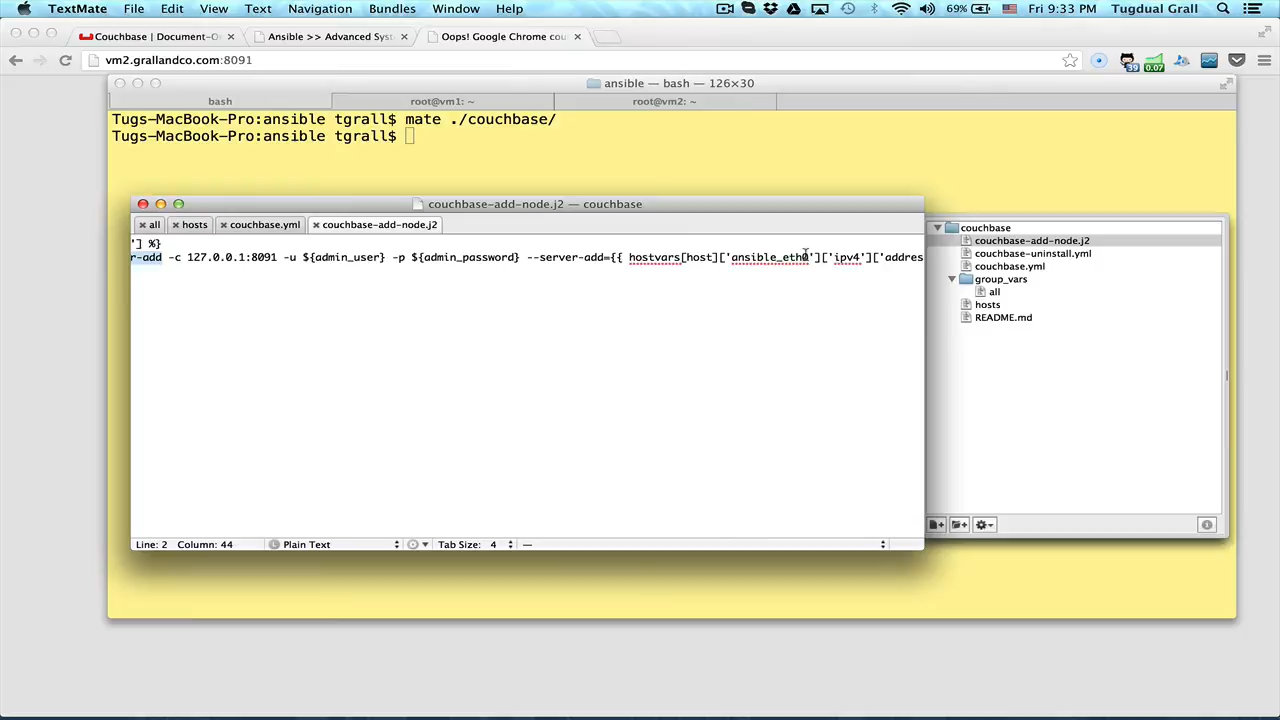 TextMate File Edit View Text Navigation Bundles Window Help
69% Fri 9:33 PM Tugdual Grall
Couchbase | Document-O
Ansible >> Advanced Sys
Oops! Google Chrome cou
vm2.grallandco.com:8091
39
0.07
ansible — bash — 126×30
bash
root@vm1: ~
root@vm2: ~
Tugs-MacBook-Pro:ansible tgrall$ mate ./couchbase/
Tugs-MacBook-Pro:ansible tgrall$
couchbase-add-node.j2 — couchbase
all
hosts
couchbase.yml
couchbase-add-node.j2
'] %}
r-add -c 127.0.0.1:8091 -u ${admin_user} -p ${admin_password} --server-add={{ hostvars[host]['ansible_eth0']['ipv4']['addres
Line: 2 Column: 44
Plain Text
Tab Size: 4
—
couchbase
couchbase-add-node.j2
couchbase-uninstall.yml
couchbase.yml
group_vars
all
hosts
README.md